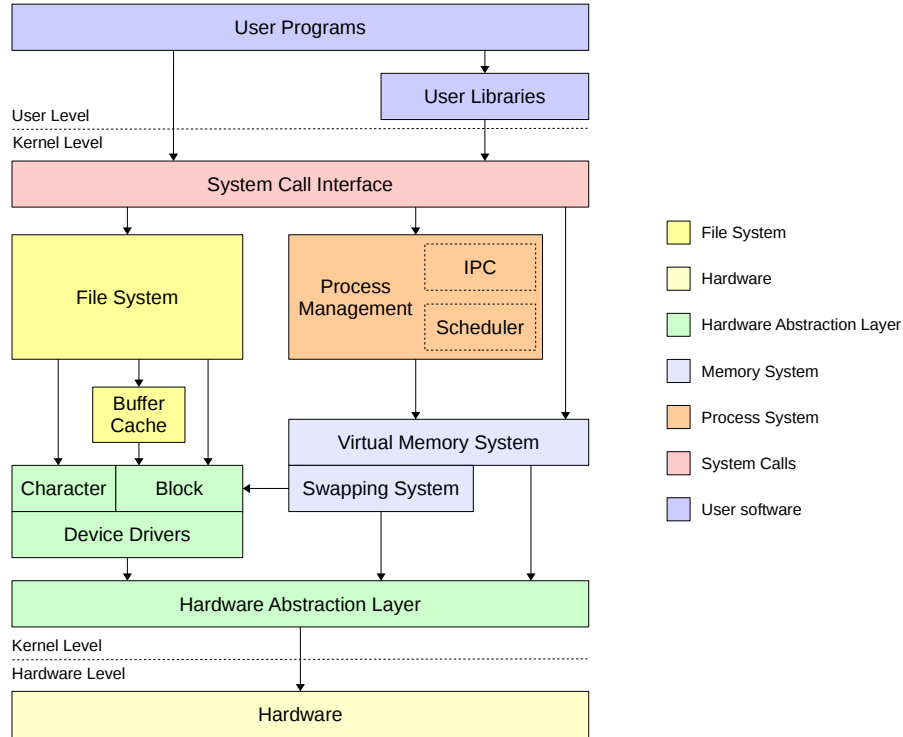 User Programs
User Libraries
User Level
Kernel Level
System Call Interface
File System
Process
Management
IPC
Scheduler
Buffer
Cache
Virtual Memory System
Character
Block
Swapping System
Device Drivers
Hardware Abstraction Layer
Kernel Level
Hardware Level
Hardware
File System
Hardware
Hardware Abstraction Layer
Memory System
Process System
System Calls
User software